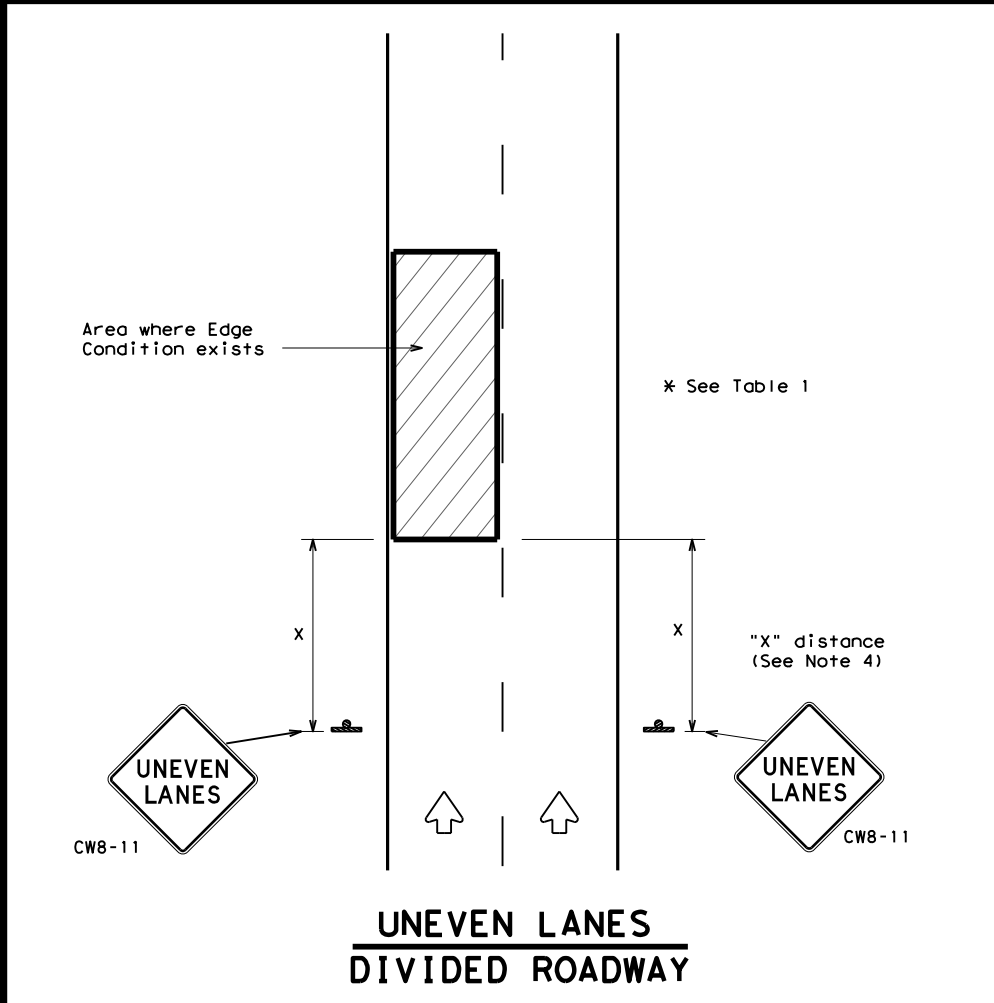 Area where Edge
Condition exists
* See Table 1
X
X
"X" distance
(See Note 4)
UNEVEN
LANES
CW8-11
UNEVEN
LANES
CW8-11
UNEVEN LANES
DIVIDED ROADWAY